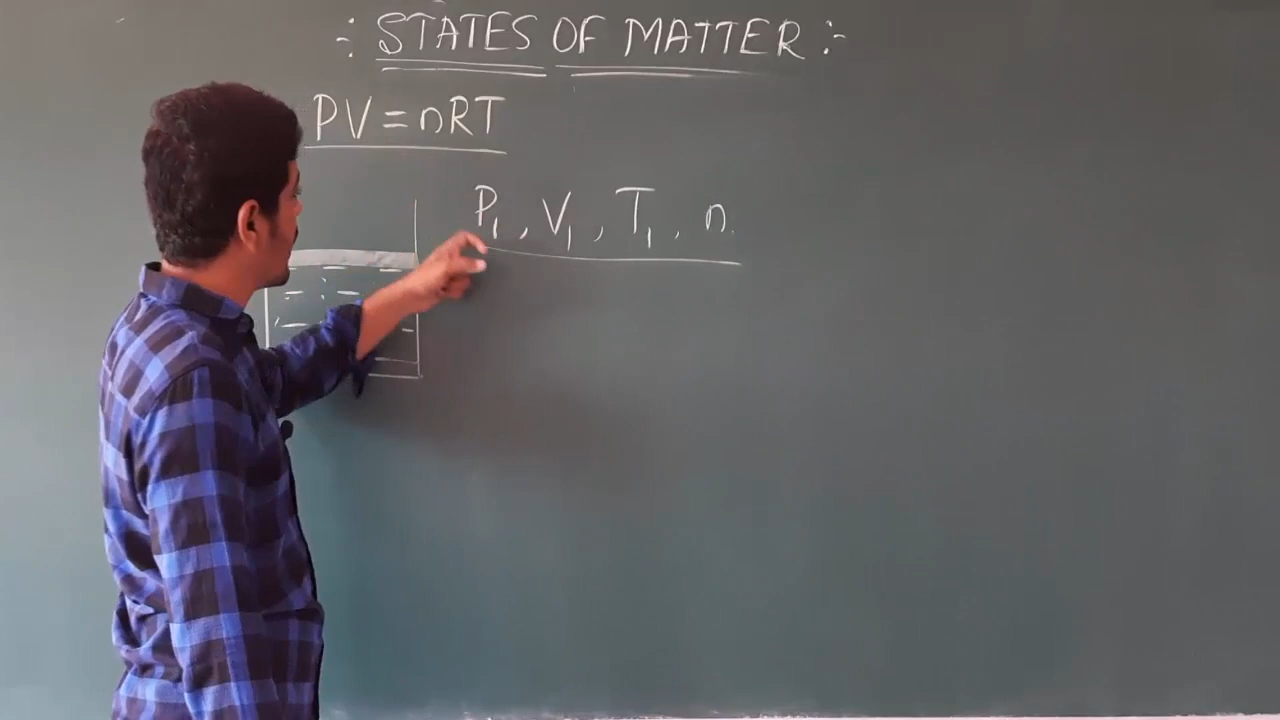 :- STATES OF MATTER :-
PV = nRT
P₁, V₁, T₁, n.